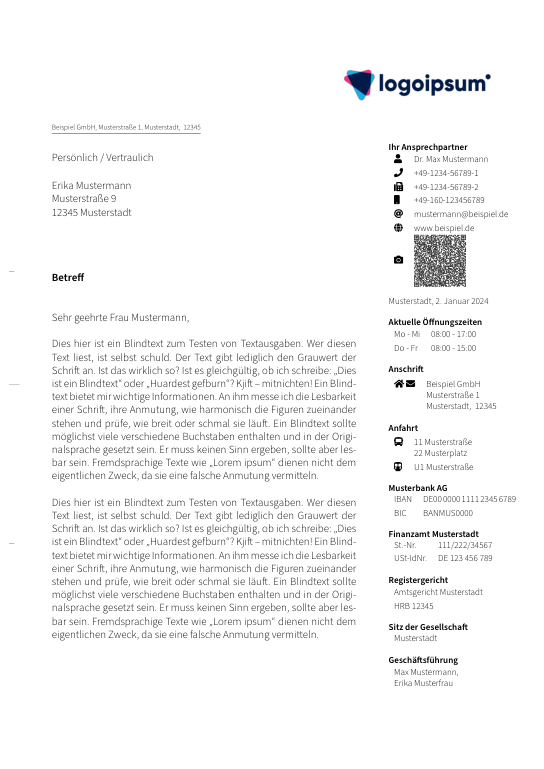 logoipsum
Beispiel GmbH, Musterstraße 1, Musterstadt, 12345
Persönlich / Vertraulich
Erika Mustermann
Musterstraße 9
12345 Musterstadt
Betreff
Sehr geehrte Frau Mustermann,
Dies hier ist ein Blindtext zum Testen von Textausgaben. Wer diesen
Text liest, ist selbst schuld. Der Text gibt lediglich den Grauwert der
Schrift an. Ist das wirklich so? Ist es gleichgültig, ob ich schreibe: „Dies
ist ein Blindtext“ oder „Huardest gefburn“? Kjift – mitnichten! Ein Blind-
text bietet mir wichtige Informationen. An ihm messe ich die Lesbarkeit
einer Schrift, ihre Anmutung, wie harmonisch die Figuren zueinander
stehen und prüfe, wie breit oder schmal sie läuft. Ein Blindtext sollte
möglichst viele verschiedene Buchstaben enthalten und in der Origi-
nalsprache gesetzt sein. Er muss keinen Sinn ergeben, sollte aber les-
bar sein. Fremdsprachige Texte wie „Lorem ipsum“ dienen nicht dem
eigentlichen Zweck, da sie eine falsche Anmutung vermitteln.
Dies hier ist ein Blindtext zum Testen von Textausgaben. Wer diesen
Text liest, ist selbst schuld. Der Text gibt lediglich den Grauwert der
Schrift an. Ist das wirklich so? Ist es gleichgültig, ob ich schreibe: „Dies
ist ein Blindtext“ oder „Huardest gefburn“? Kjift – mitnichten! Ein Blind-
text bietet mir wichtige Informationen. An ihm messe ich die Lesbarkeit
einer Schrift, ihre Anmutung, wie harmonisch die Figuren zueinander
stehen und prüfe, wie breit oder schmal sie läuft. Ein Blindtext sollte
möglichst viele verschiedene Buchstaben enthalten und in der Origi-
nalsprache gesetzt sein. Er muss keinen Sinn ergeben, sollte aber les-
bar sein. Fremdsprachige Texte wie „Lorem ipsum“ dienen nicht dem
eigentlichen Zweck, da sie eine falsche Anmutung vermitteln.
Ihr Ansprechpartner
Dr. Max Mustermann
+49-1234-56789-1
+49-1234-56789-2
+49-160-123456789
mustermann@beispiel.de
www.beispiel.de
Musterstadt, 2. Januar 2024
Aktuelle Öffnungszeiten
Mo - Mi 08:00 - 17:00
Do - Fr 08:00 - 15:00
Anschrift
Beispiel GmbH
Musterstraße 1
Musterstadt, 12345
Anfahrt
11 Musterstraße
22 Musterplatz
U1 Musterstraße
Musterbank AG
IBAN DE00 0000 1111 2345 6789
BIC BANMUS0000
Finanzamt Musterstadt
St.-Nr. 111/222/34567
USt-IdNr. DE 123 456 789
Registergericht
Amtsgericht Musterstadt
HRB 12345
Sitz der Gesellschaft
Musterstadt
Geschäftsführung
Max Mustermann,
Erika Musterfrau